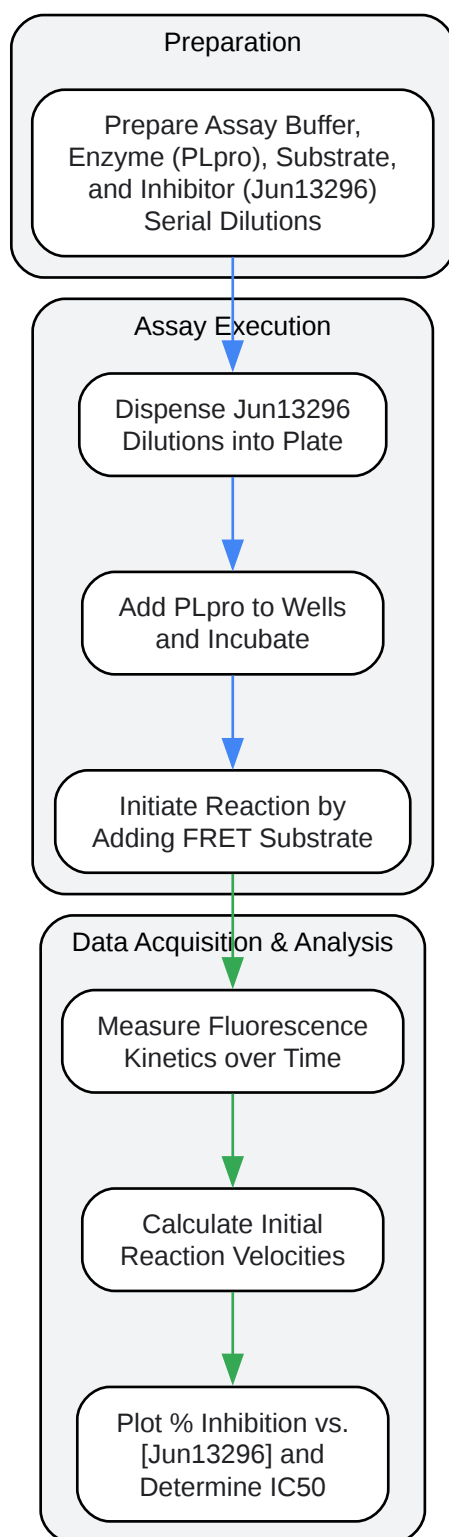 Preparation
Prepare Assay Buffer,
Enzyme (PLpro), Substrate,
and Inhibitor (Jun13296)
Serial Dilutions
Assay Execution
Dispense Jun13296
Dilutions into Plate
Add PLpro to Wells
and Incubate
Initiate Reaction by
Adding FRET Substrate
Data Acquisition & Analysis
Measure Fluorescence
Kinetics over Time
Calculate Initial
Reaction Velocities
Plot % Inhibition vs.
[Jun13296] and
Determine IC50